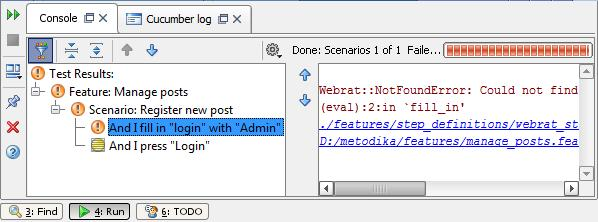 Console
Cucumber log
Done: Scenarios 1 of 1 Faile...
Test Results:
Feature: Manage posts
Scenario: Register new post
And I fill in "login" with "Admin"
And I press "Login"
Webrat::NotFoundError: Could not find
(eval):2:in `fill_in'
./features/step_definitions/webrat_st
D:/metodika/features/manage_posts.fea
3: Find
4: Run
6: TODO